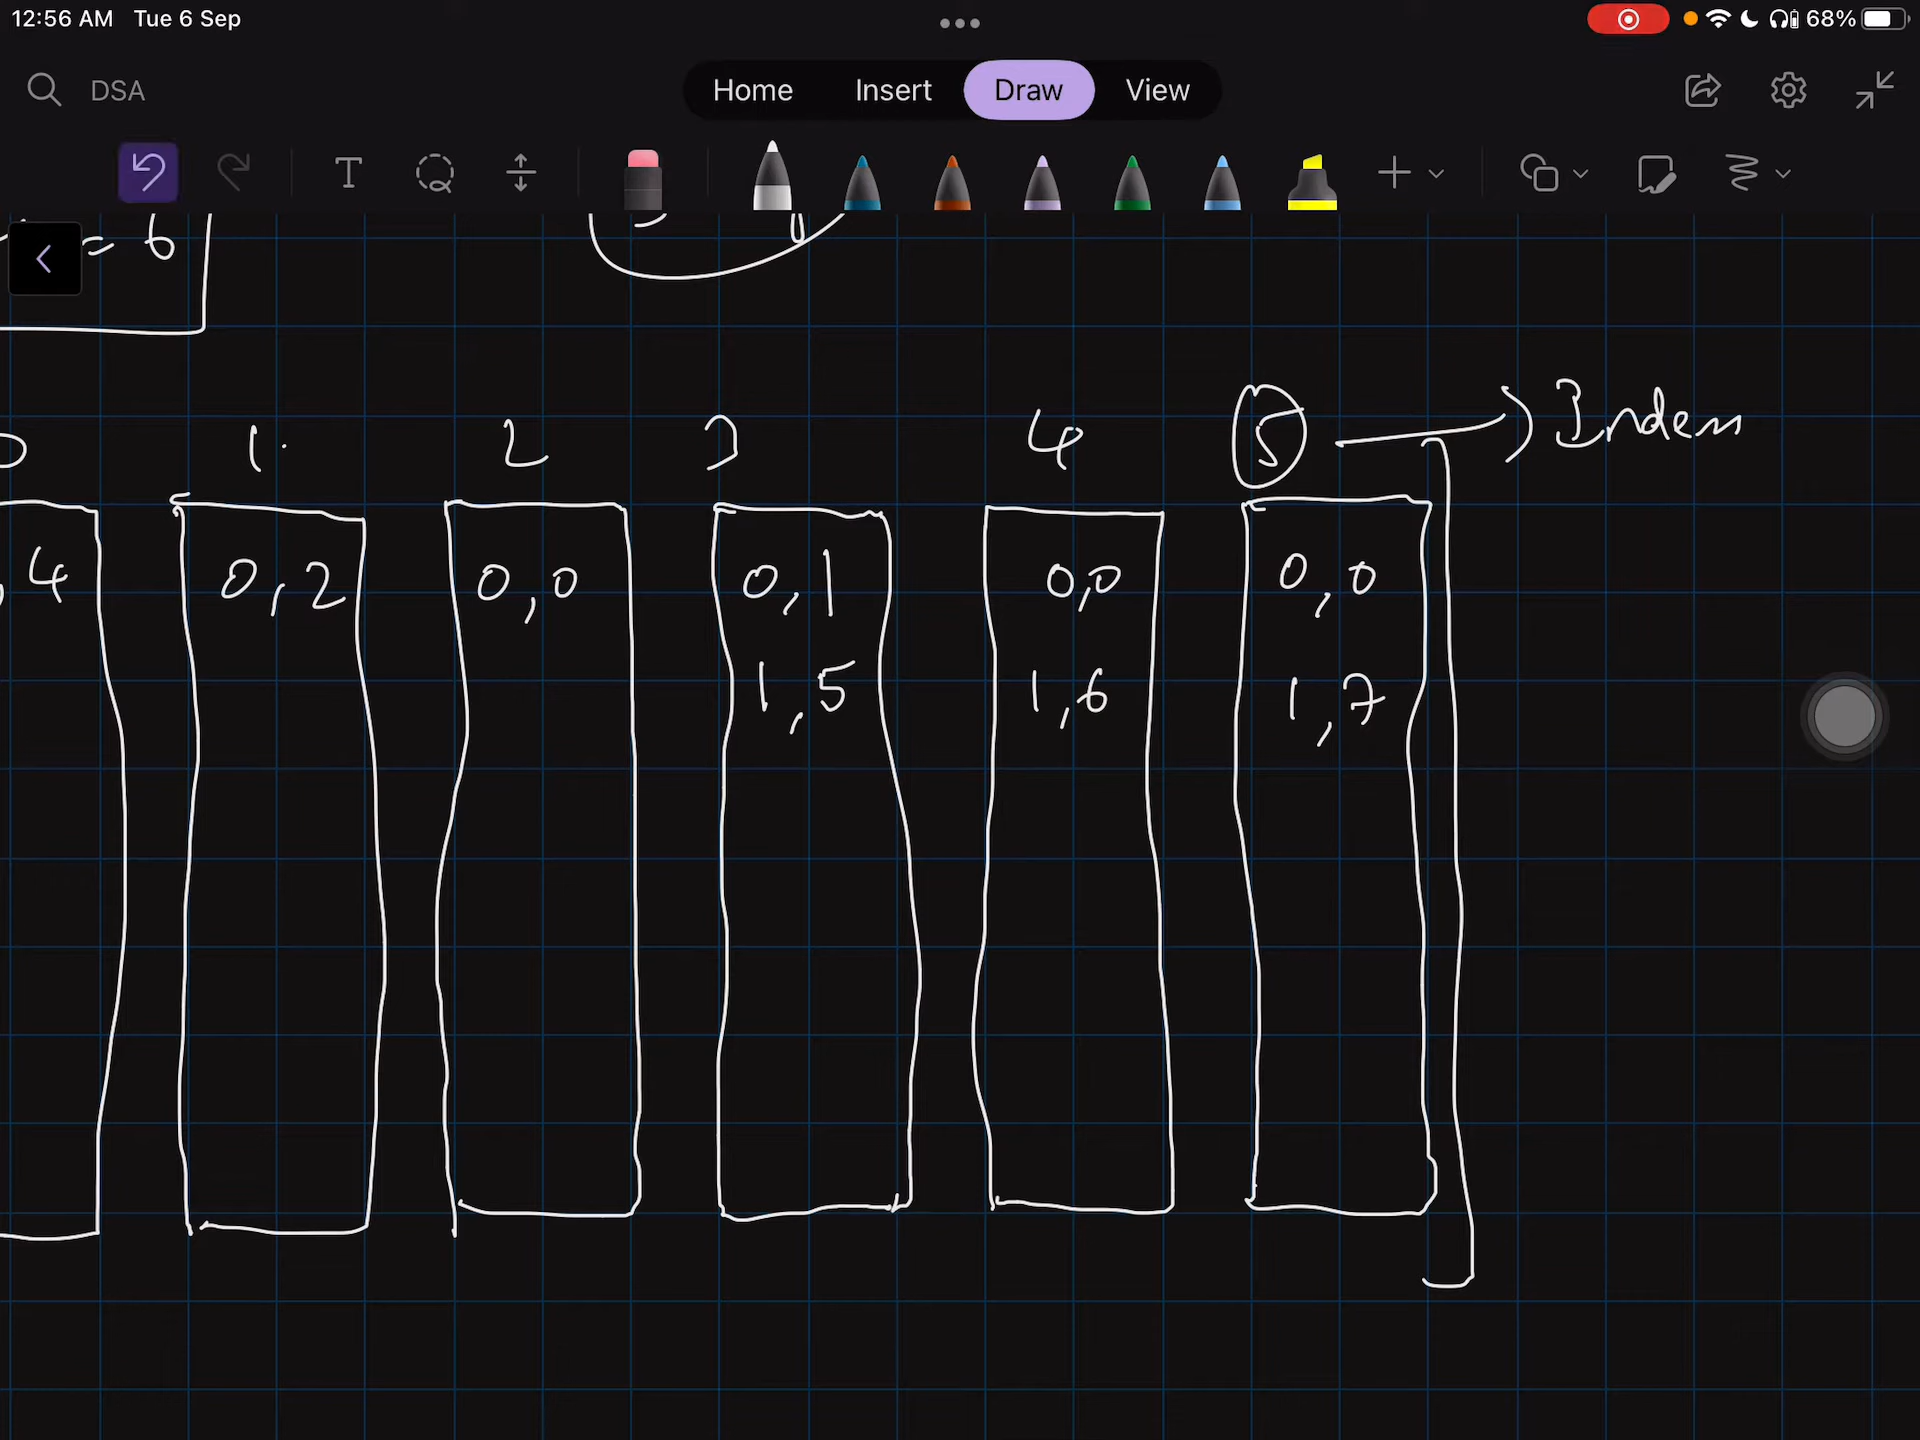 12:56 AM Tue 6 Sep
68%
DSA
Home Insert Draw View
= 6
0 1 2 3 4 5 → Index
, 4 0,2 0,0 0,1 0,0 0,0
1,5 1,6 1,7